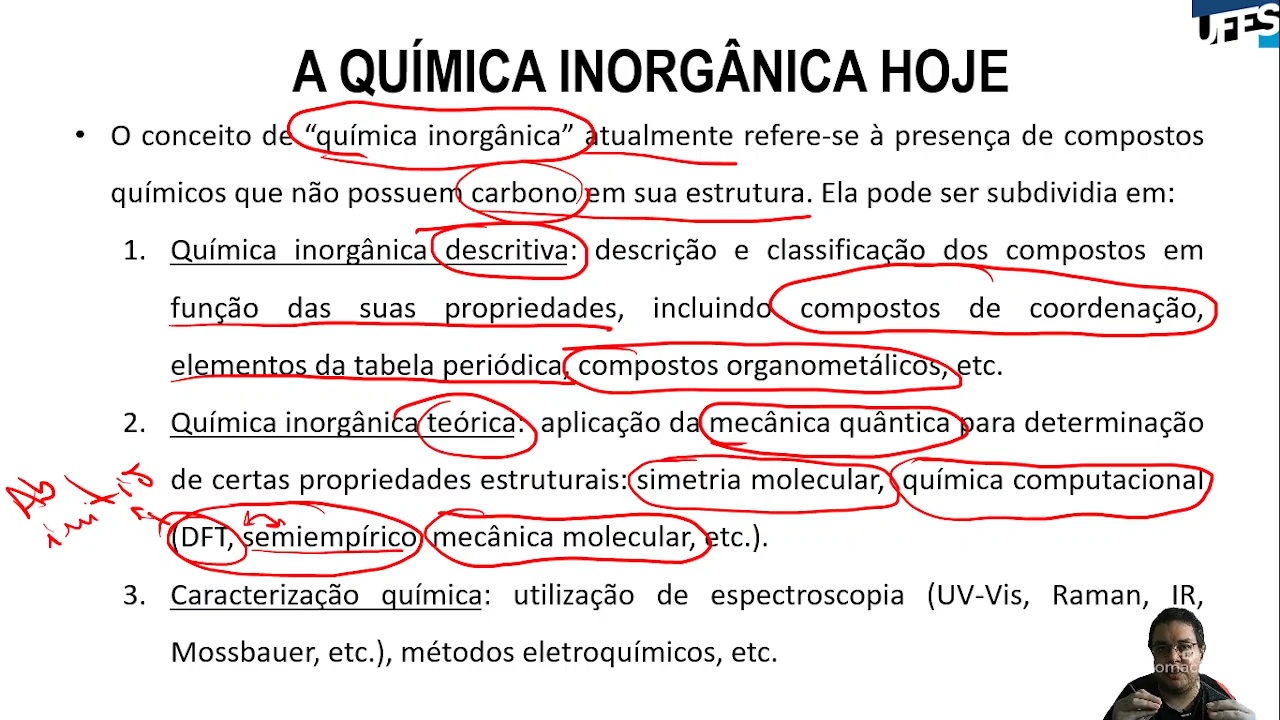 UFES
A QUÍMICA INORGÂNICA HOJE
• O conceito de “química inorgânica” atualmente refere-se à presença de compostos
químicos que não possuem carbono em sua estrutura. Ela pode ser subdividia em:
1. Química inorgânica descritiva: descrição e classificação dos compostos em
função das suas propriedades, incluindo compostos de coordenação,
elementos da tabela periódica, compostos organometálicos, etc.
2. Química inorgânica teórica: aplicação da mecânica quântica para determinação
de certas propriedades estruturais: simetria molecular, química computacional
Ab
(DFT, semiempírico, mecânica molecular, etc.).
3. Caracterização química: utilização de espectroscopia (UV-Vis, Raman, IR,
Mossbauer, etc.), métodos eletroquímicos, etc.